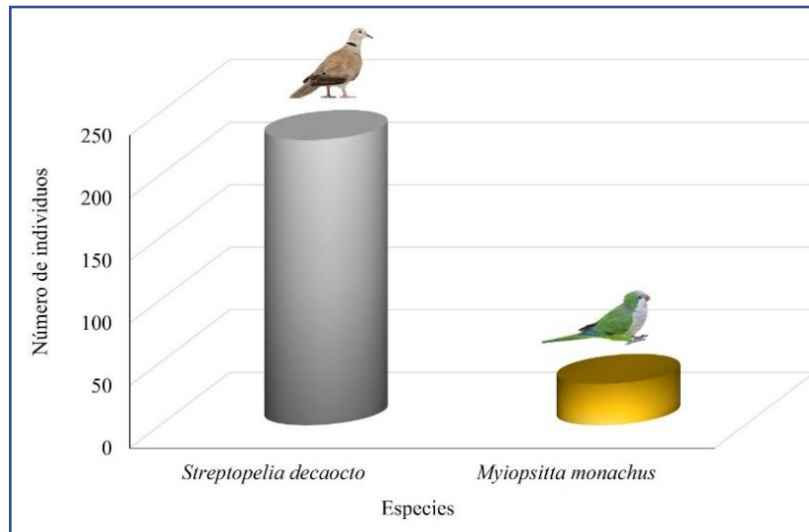 Número de individuos
250
200
150
100
50
0
Streptopelia decaocto
Myiopsitta monachus
Especies